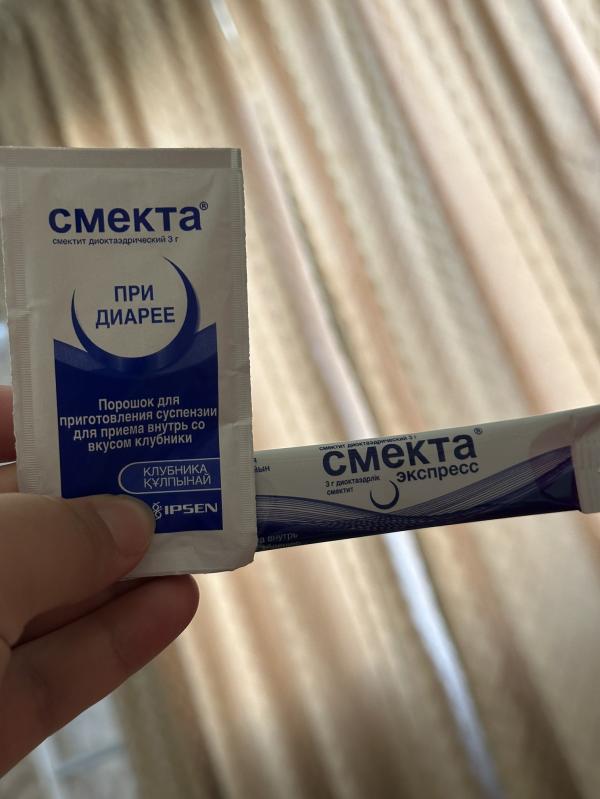 смекта®
смектит диоктаэдрический 3 г
ПРИ
ДИАРЕЕ
Порошок для
приготовления суспензии
для приема внутрь со
вкусом клубники
КЛУБНИКА
ҚҰЛПЫНАЙ
IPSEN
смектит диоктаэдрический 3 г
смекта®
экспресс
3 г диоктаэдрлік
смектит
внутрь